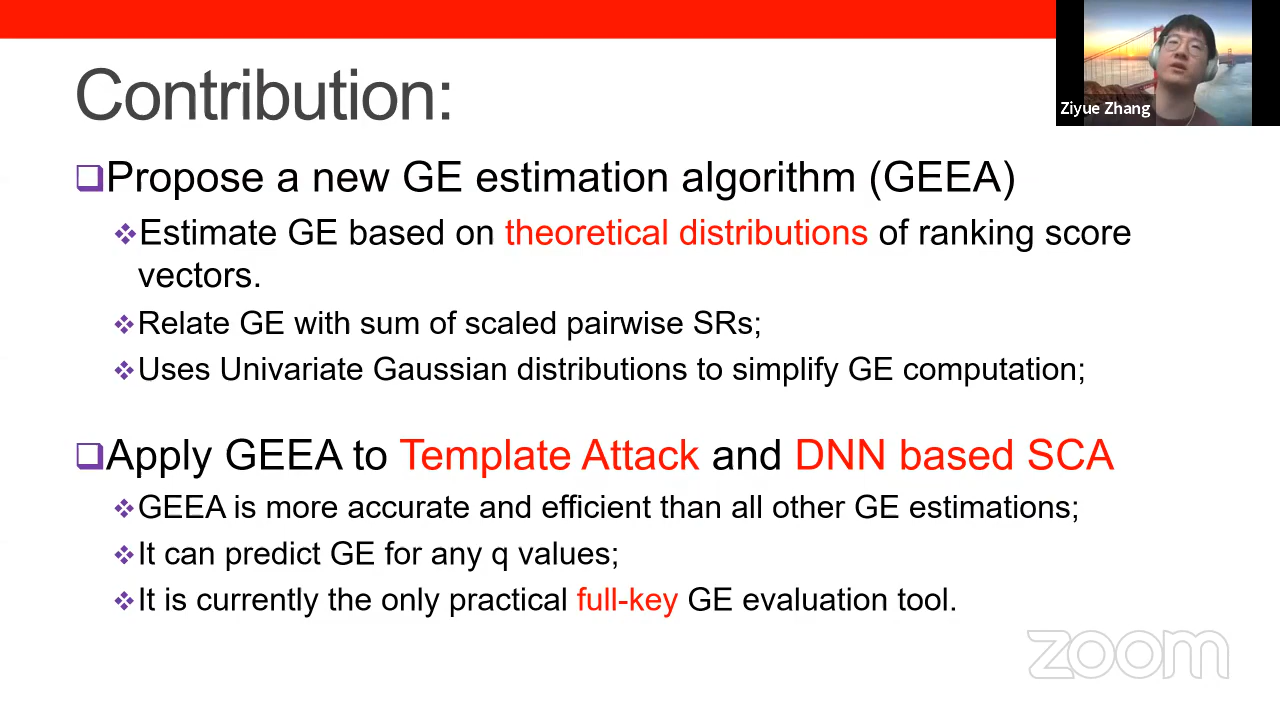 Contribution:
Ziyue Zhang
Propose a new GE estimation algorithm (GEEA)
Estimate GE based on theoretical distributions of ranking score
vectors.
Relate GE with sum of scaled pairwise SRs;
Uses Univariate Gaussian distributions to simplify GE computation;
Apply GEEA to Template Attack and DNN based SCA
GEEA is more accurate and efficient than all other GE estimations;
It can predict GE for any q values;
It is currently the only practical full-key GE evaluation tool.
zoom